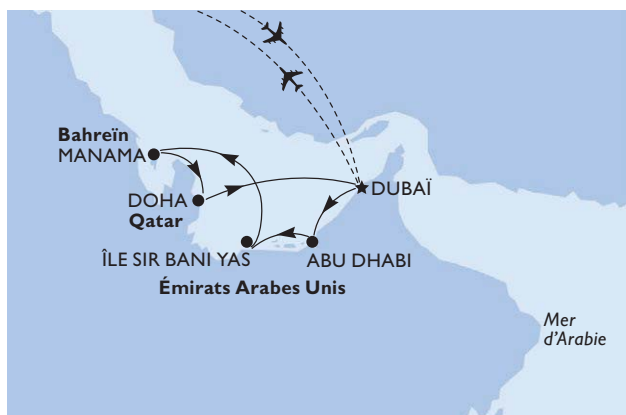 Bahreïn
MANAMA
DOHA
Qatar
DUBAÏ
ÎLE SIR BANI YAS
ABU DHABI
Émirats Arabes Unis
Mer
d'Arabie